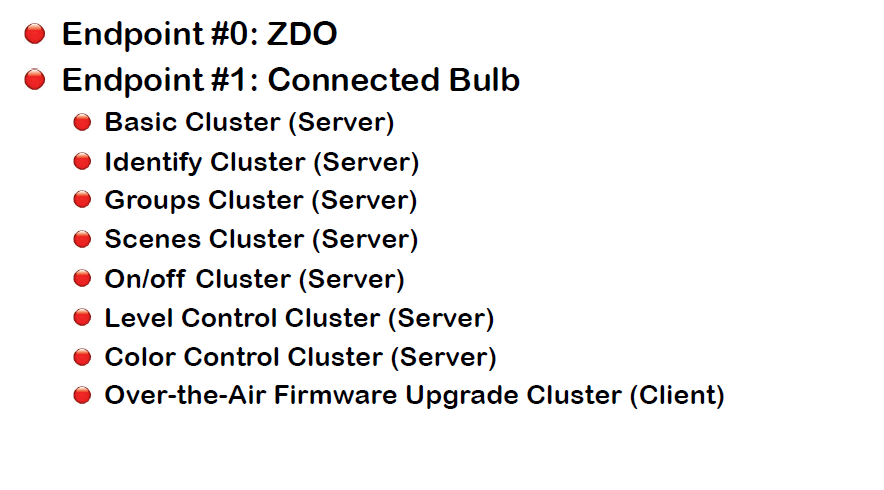 Endpoint #0: ZDO
Endpoint #1: Connected Bulb
Basic Cluster (Server)
Identify Cluster (Server)
Groups Cluster (Server)
Scenes Cluster (Server)
On/off Cluster (Server)
Level Control Cluster (Server)
Color Control Cluster (Server)
Over-the-Air Firmware Upgrade Cluster (Client)